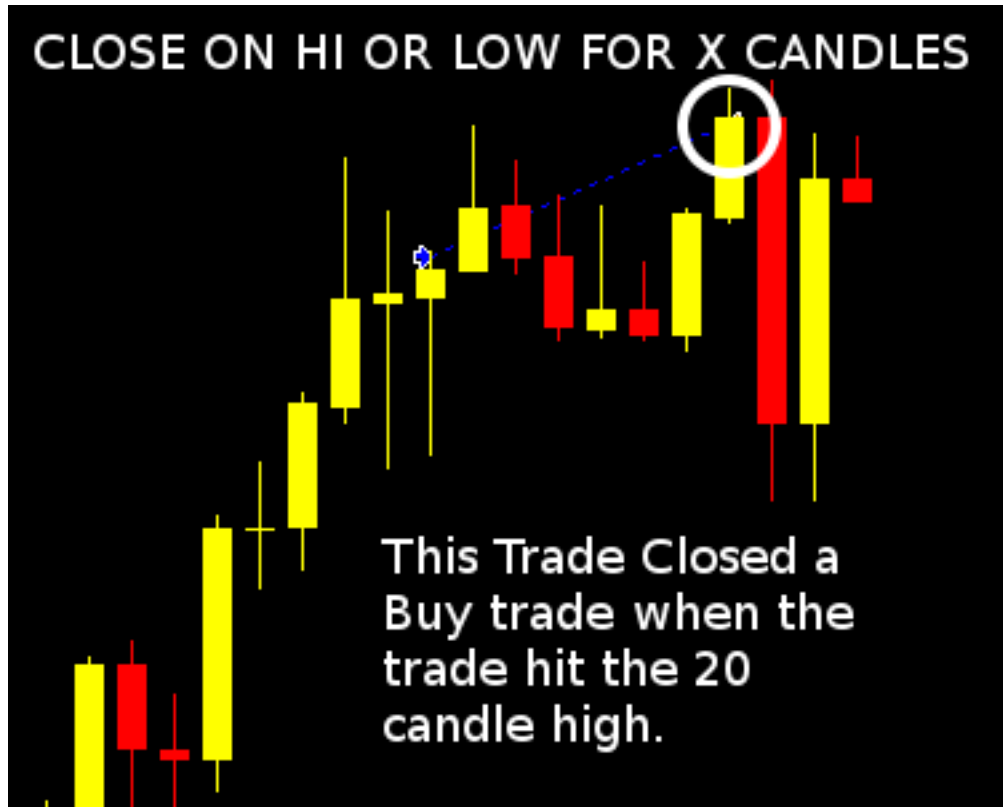 CLOSE ON HI OR LOW FOR X CANDLES
This Trade Closed a
Buy trade when the
trade hit the 20
candle high.